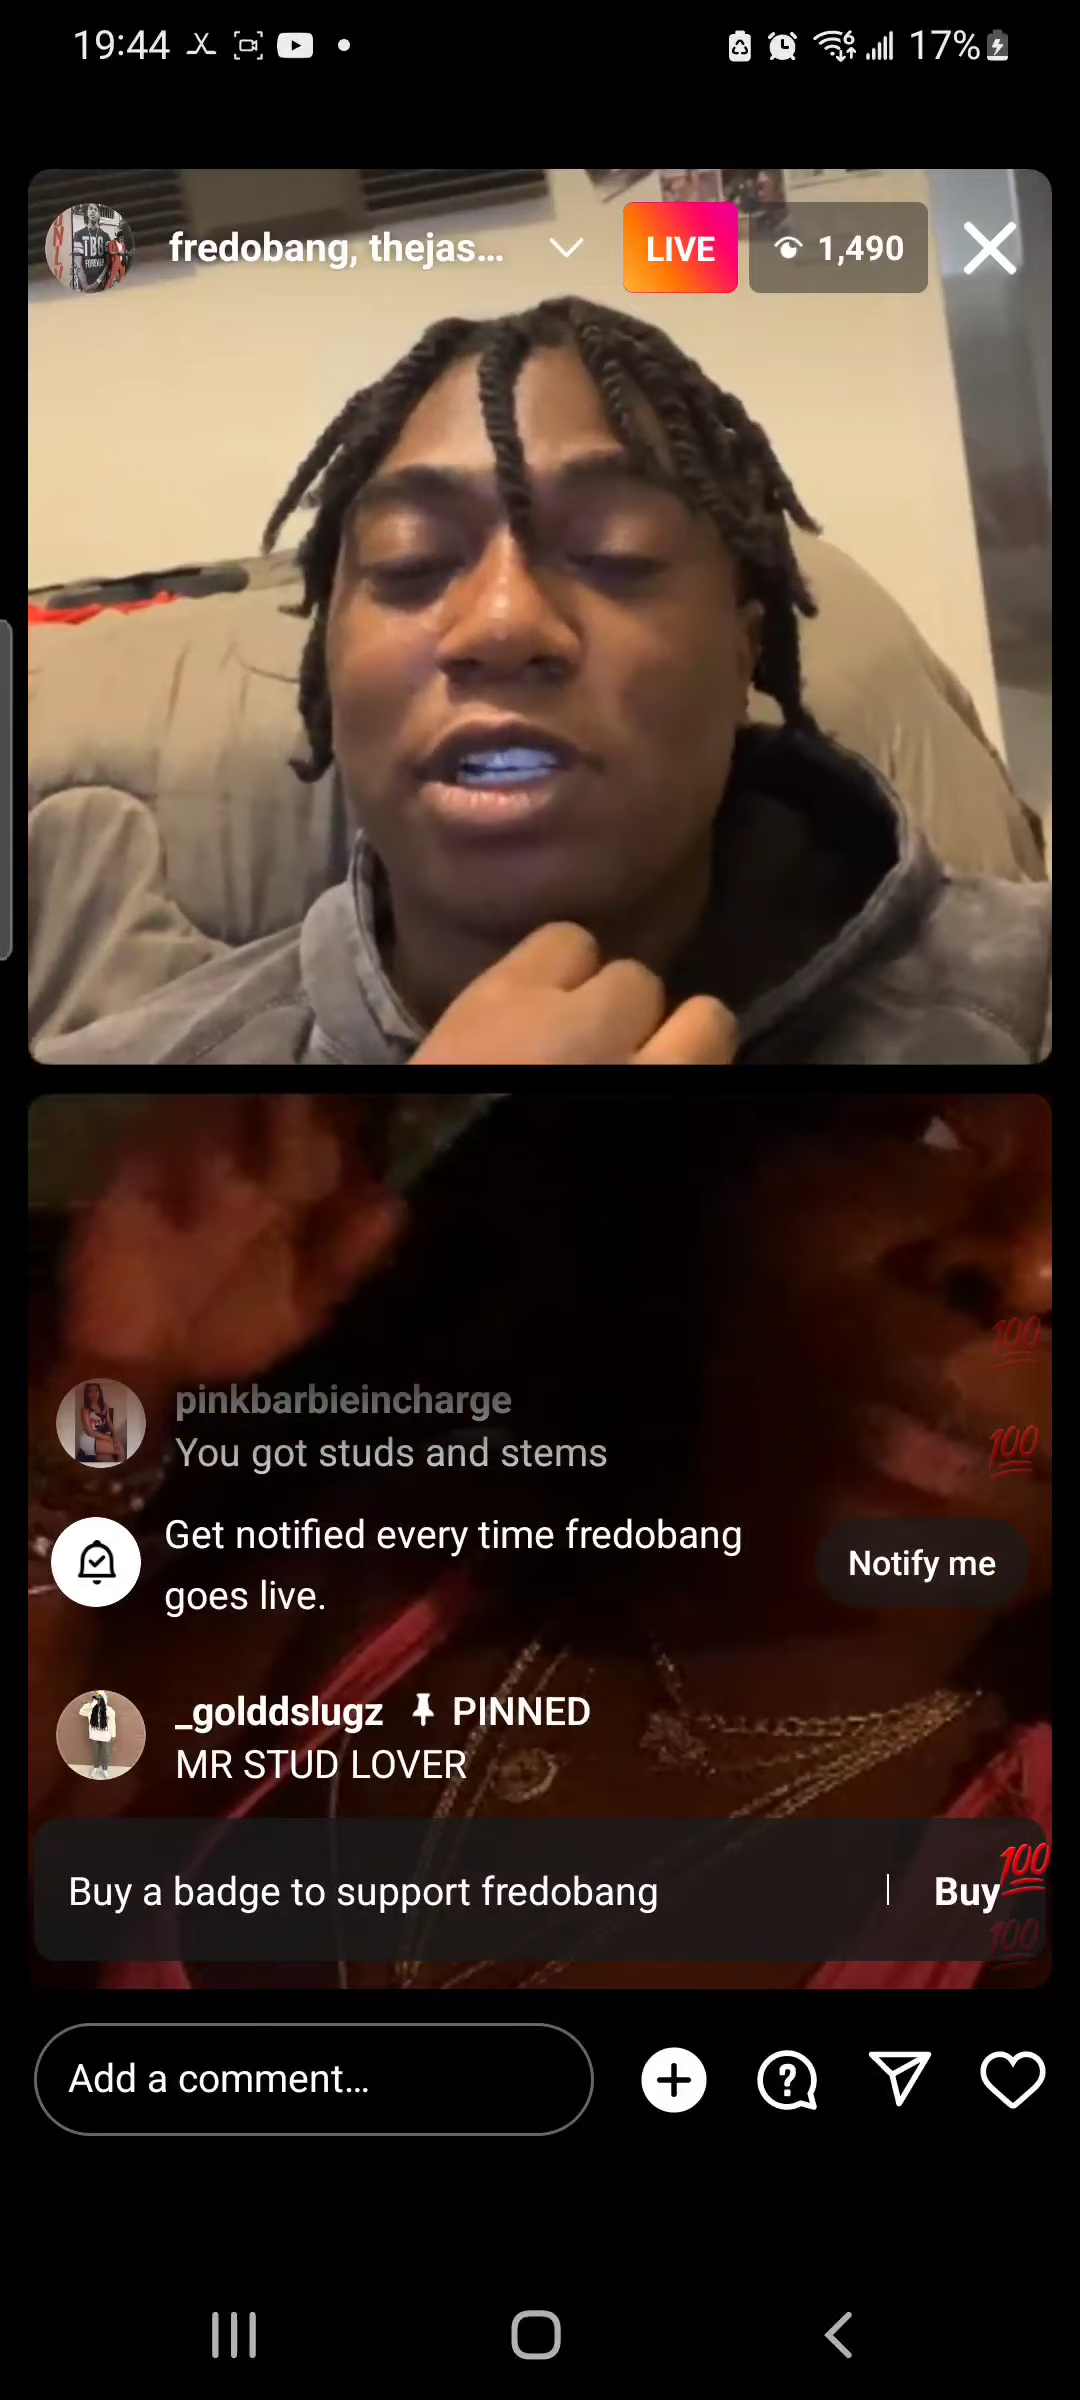 19:44
17%
fredobang, thejas...
LIVE
1,490
pinkbarbieincharge
You got studs and stems
Get notified every time fredobang
goes live.
Notify me
_golddslugz PINNED
MR STUD LOVER
Buy a badge to support fredobang
Buy
Add a comment...